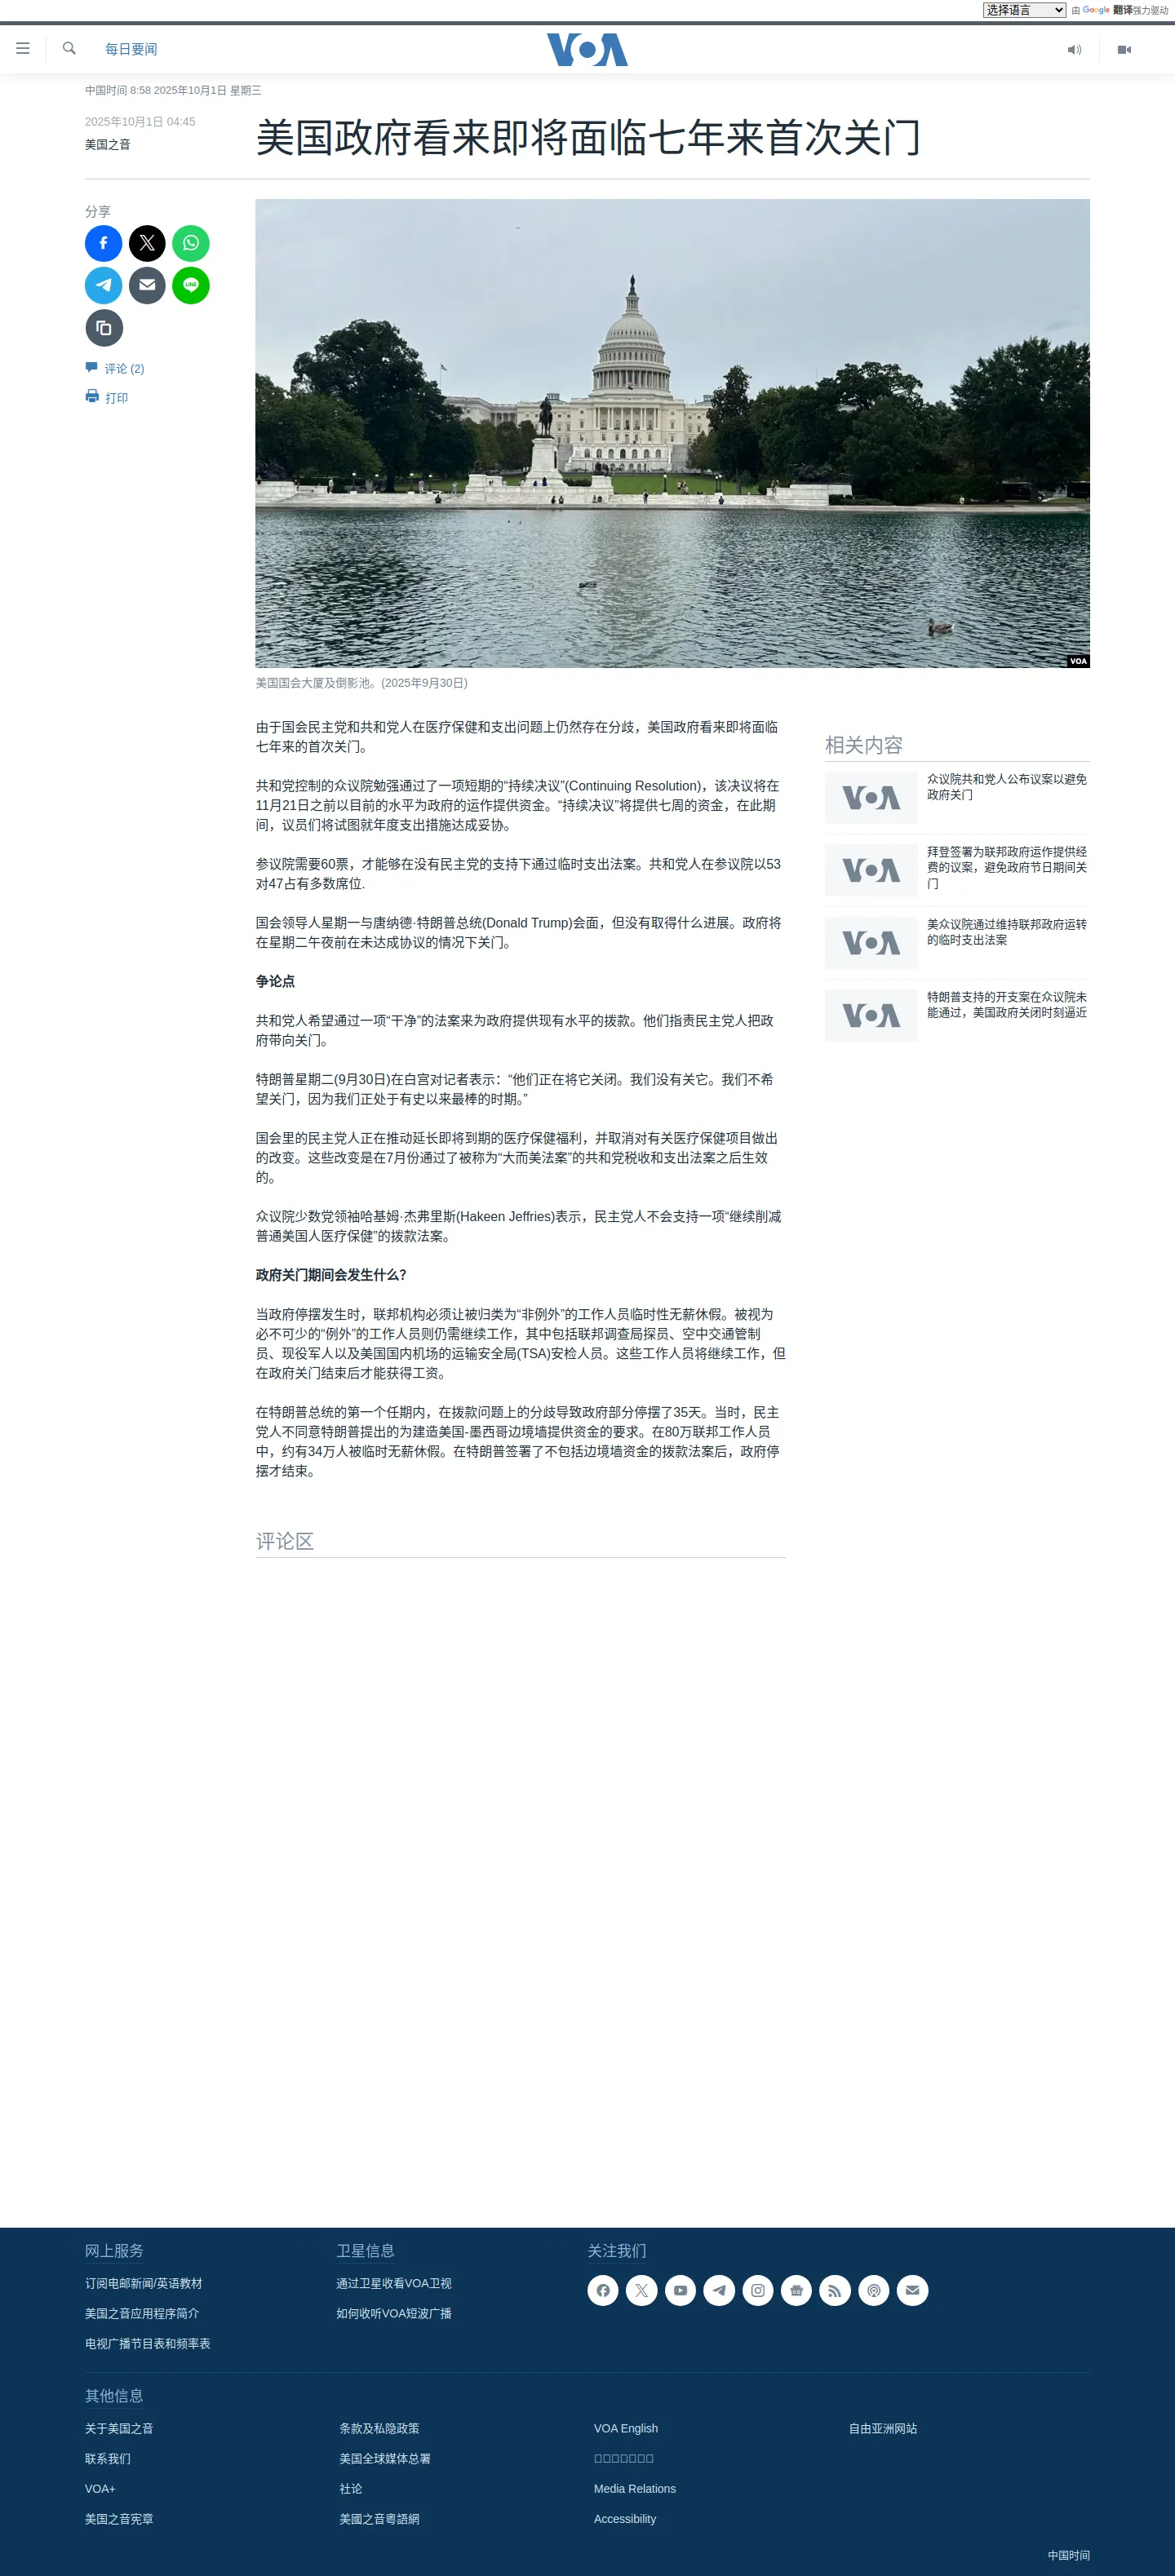 选择语言 由 Google 翻译强力驱动
每日要闻
VOA
中国时间 8:58 2025年10月1日 星期三
2025年10月1日 04:45
美国之音
美国政府看来即将面临七年来首次关门
分享
LINE
评论 (2)
打印
VOA
美国国会大厦及倒影池。(2025年9月30日)
由于国会民主党和共和党人在医疗保健和支出问题上仍然存在分歧，美国政府看来即将面临
七年来的首次关门。
共和党控制的众议院勉强通过了一项短期的“持续决议”(Continuing Resolution)，该决议将在
11月21日之前以目前的水平为政府的运作提供资金。“持续决议”将提供七周的资金，在此期
间，议员们将试图就年度支出措施达成妥协。
参议院需要60票，才能够在没有民主党的支持下通过临时支出法案。共和党人在参议院以53
对47占有多数席位.
国会领导人星期一与唐纳德·特朗普总统(Donald Trump)会面，但没有取得什么进展。政府将
在星期二午夜前在未达成协议的情况下关门。
争论点
共和党人希望通过一项“干净”的法案来为政府提供现有水平的拨款。他们指责民主党人把政
府带向关门。
特朗普星期二(9月30日)在白宫对记者表示：“他们正在将它关闭。我们没有关它。我们不希
望关门，因为我们正处于有史以来最棒的时期。”
国会里的民主党人正在推动延长即将到期的医疗保健福利，并取消对有关医疗保健项目做出
的改变。这些改变是在7月份通过了被称为“大而美法案”的共和党税收和支出法案之后生效
的。
众议院少数党领袖哈基姆·杰弗里斯(Hakeen Jeffries)表示，民主党人不会支持一项“继续削减
普通美国人医疗保健”的拨款法案。
政府关门期间会发生什么？
当政府停摆发生时，联邦机构必须让被归类为“非例外”的工作人员临时性无薪休假。被视为
必不可少的“例外”的工作人员则仍需继续工作，其中包括联邦调查局探员、空中交通管制
员、现役军人以及美国国内机场的运输安全局(TSA)安检人员。这些工作人员将继续工作，但
在政府关门结束后才能获得工资。
在特朗普总统的第一个任期内，在拨款问题上的分歧导致政府部分停摆了35天。当时，民主
党人不同意特朗普提出的为建造美国-墨西哥边境墙提供资金的要求。在80万联邦工作人员
中，约有34万人被临时无薪休假。在特朗普签署了不包括边境墙资金的拨款法案后，政府停
摆才结束。
相关内容
VOA
众议院共和党人公布议案以避免
政府关门
VOA
拜登签署为联邦政府运作提供经
费的议案，避免政府节日期间关
门
VOA
美众议院通过维持联邦政府运转
的临时支出法案
VOA
特朗普支持的开支案在众议院未
能通过，美国政府关闭时刻逼近
评论区
网上服务
订阅电邮新闻/英语教材
美国之音应用程序简介
电视广播节目表和频率表
卫星信息
通过卫星收看VOA卫视
如何收听VOA短波广播
关注我们
其他信息
关于美国之音
联系我们
VOA+
美国之音宪章
条款及私隐政策
美国全球媒体总署
社论
美國之音粵語網
VOA English
Media Relations
Accessibility
自由亚洲网站
中国时间